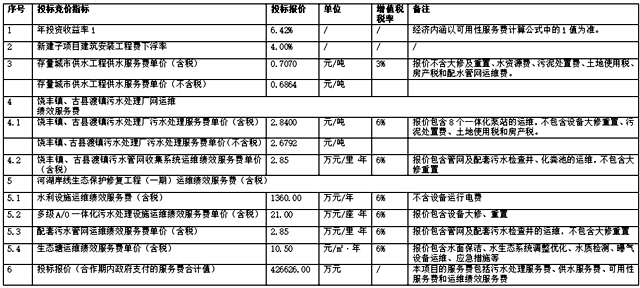 序号 投标竞价指标 投标报价 单位 增值税税率 备注
1 年投资收益率 i 6.42% / / 经济内涵以可用性服务费计算公式中的 i 值为准。
2 新建子项目建筑安装工程费下浮率 4.00% / / /
3 存量城市供水工程供水服务费单价（含税） 0.7070 元/吨 3% 报价不含大修及重置、水资源费、污泥处置费、土地使用税、
房产税和配水管网运维费。
存量城市供水工程供水服务费单价（不含税） 0.6864 元/吨
4 饶丰镇、古县渡镇污水处理厂网运维
绩效服务费
4.1 饶丰镇、古县渡镇污水处理厂污水处理服务费单价（含税） 2.8400 元/吨 6% 报价包含 8 个一体化泵站的运维，不包含设备大修重置、污
泥处置费、土地使用税和房产税。
饶丰镇、古县渡镇污水处理厂污水处理服务费单价(不含税) 2.6792 元/吨
4.2 饶丰镇、古县渡镇污水管网收集系统运维绩效服务费单价
（含税） 2.85 万元/里·年 6% 报价包含管网及配套污水检查井、化粪池的运维，不包含大
修重置
5 河湖岸线生态保护修复工程（一期）运维绩效服务费（含税）
5.1 水利设施运维绩效服务费（含税） 1360.00 万元/年 6% 不含设备运行电费
5.2 多级 A/O 一体化污水处理设施运维绩效服务费单价（含税） 21.00 万元/座·年 6% 报价包含设备大修、重置
5.3 配套污水管网运维绩效服务费单价（含税） 2.85 万元/里·年 6% 报价包含管网及配套污水检查井的运维，不包含大修重置
5.4 生态塘运维绩效服务费单价（含税） 10.50 元/㎡·年 6% 报价包含水面保洁、水生态系统调整优化、水质检测、曝气
设备运维、应急措施等
6 投标报价（合作期内政府支付的服务费合计值） 426626.00 万元 / 本项目的服务费包括污水处理服务费、供水服务费、可用性
服务费和运维绩效服务费